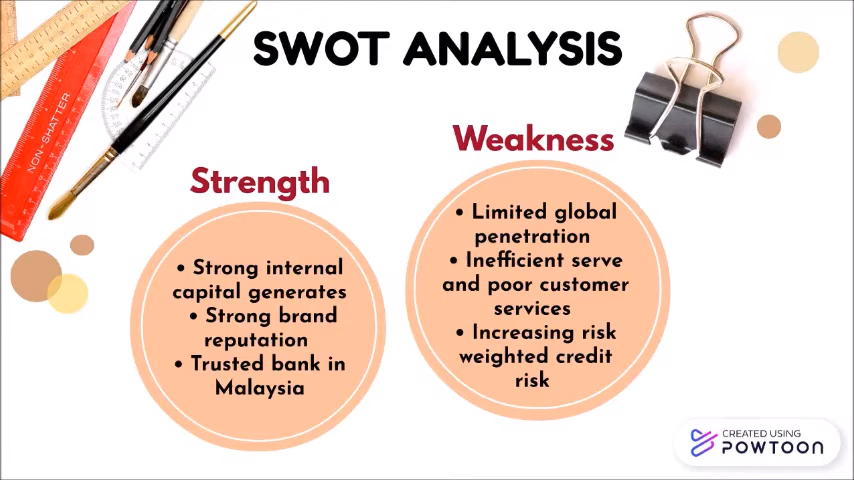 SWOT ANALYSIS
NON-SHATTER
Strength
• Strong internal
capital generates
• Strong brand
reputation
• Trusted bank in
Malaysia
Weakness
• Limited global
penetration
• Inefficient serve
and poor customer
services
• Increasing risk
weighted credit
risk
CREATED USING
POWTOON